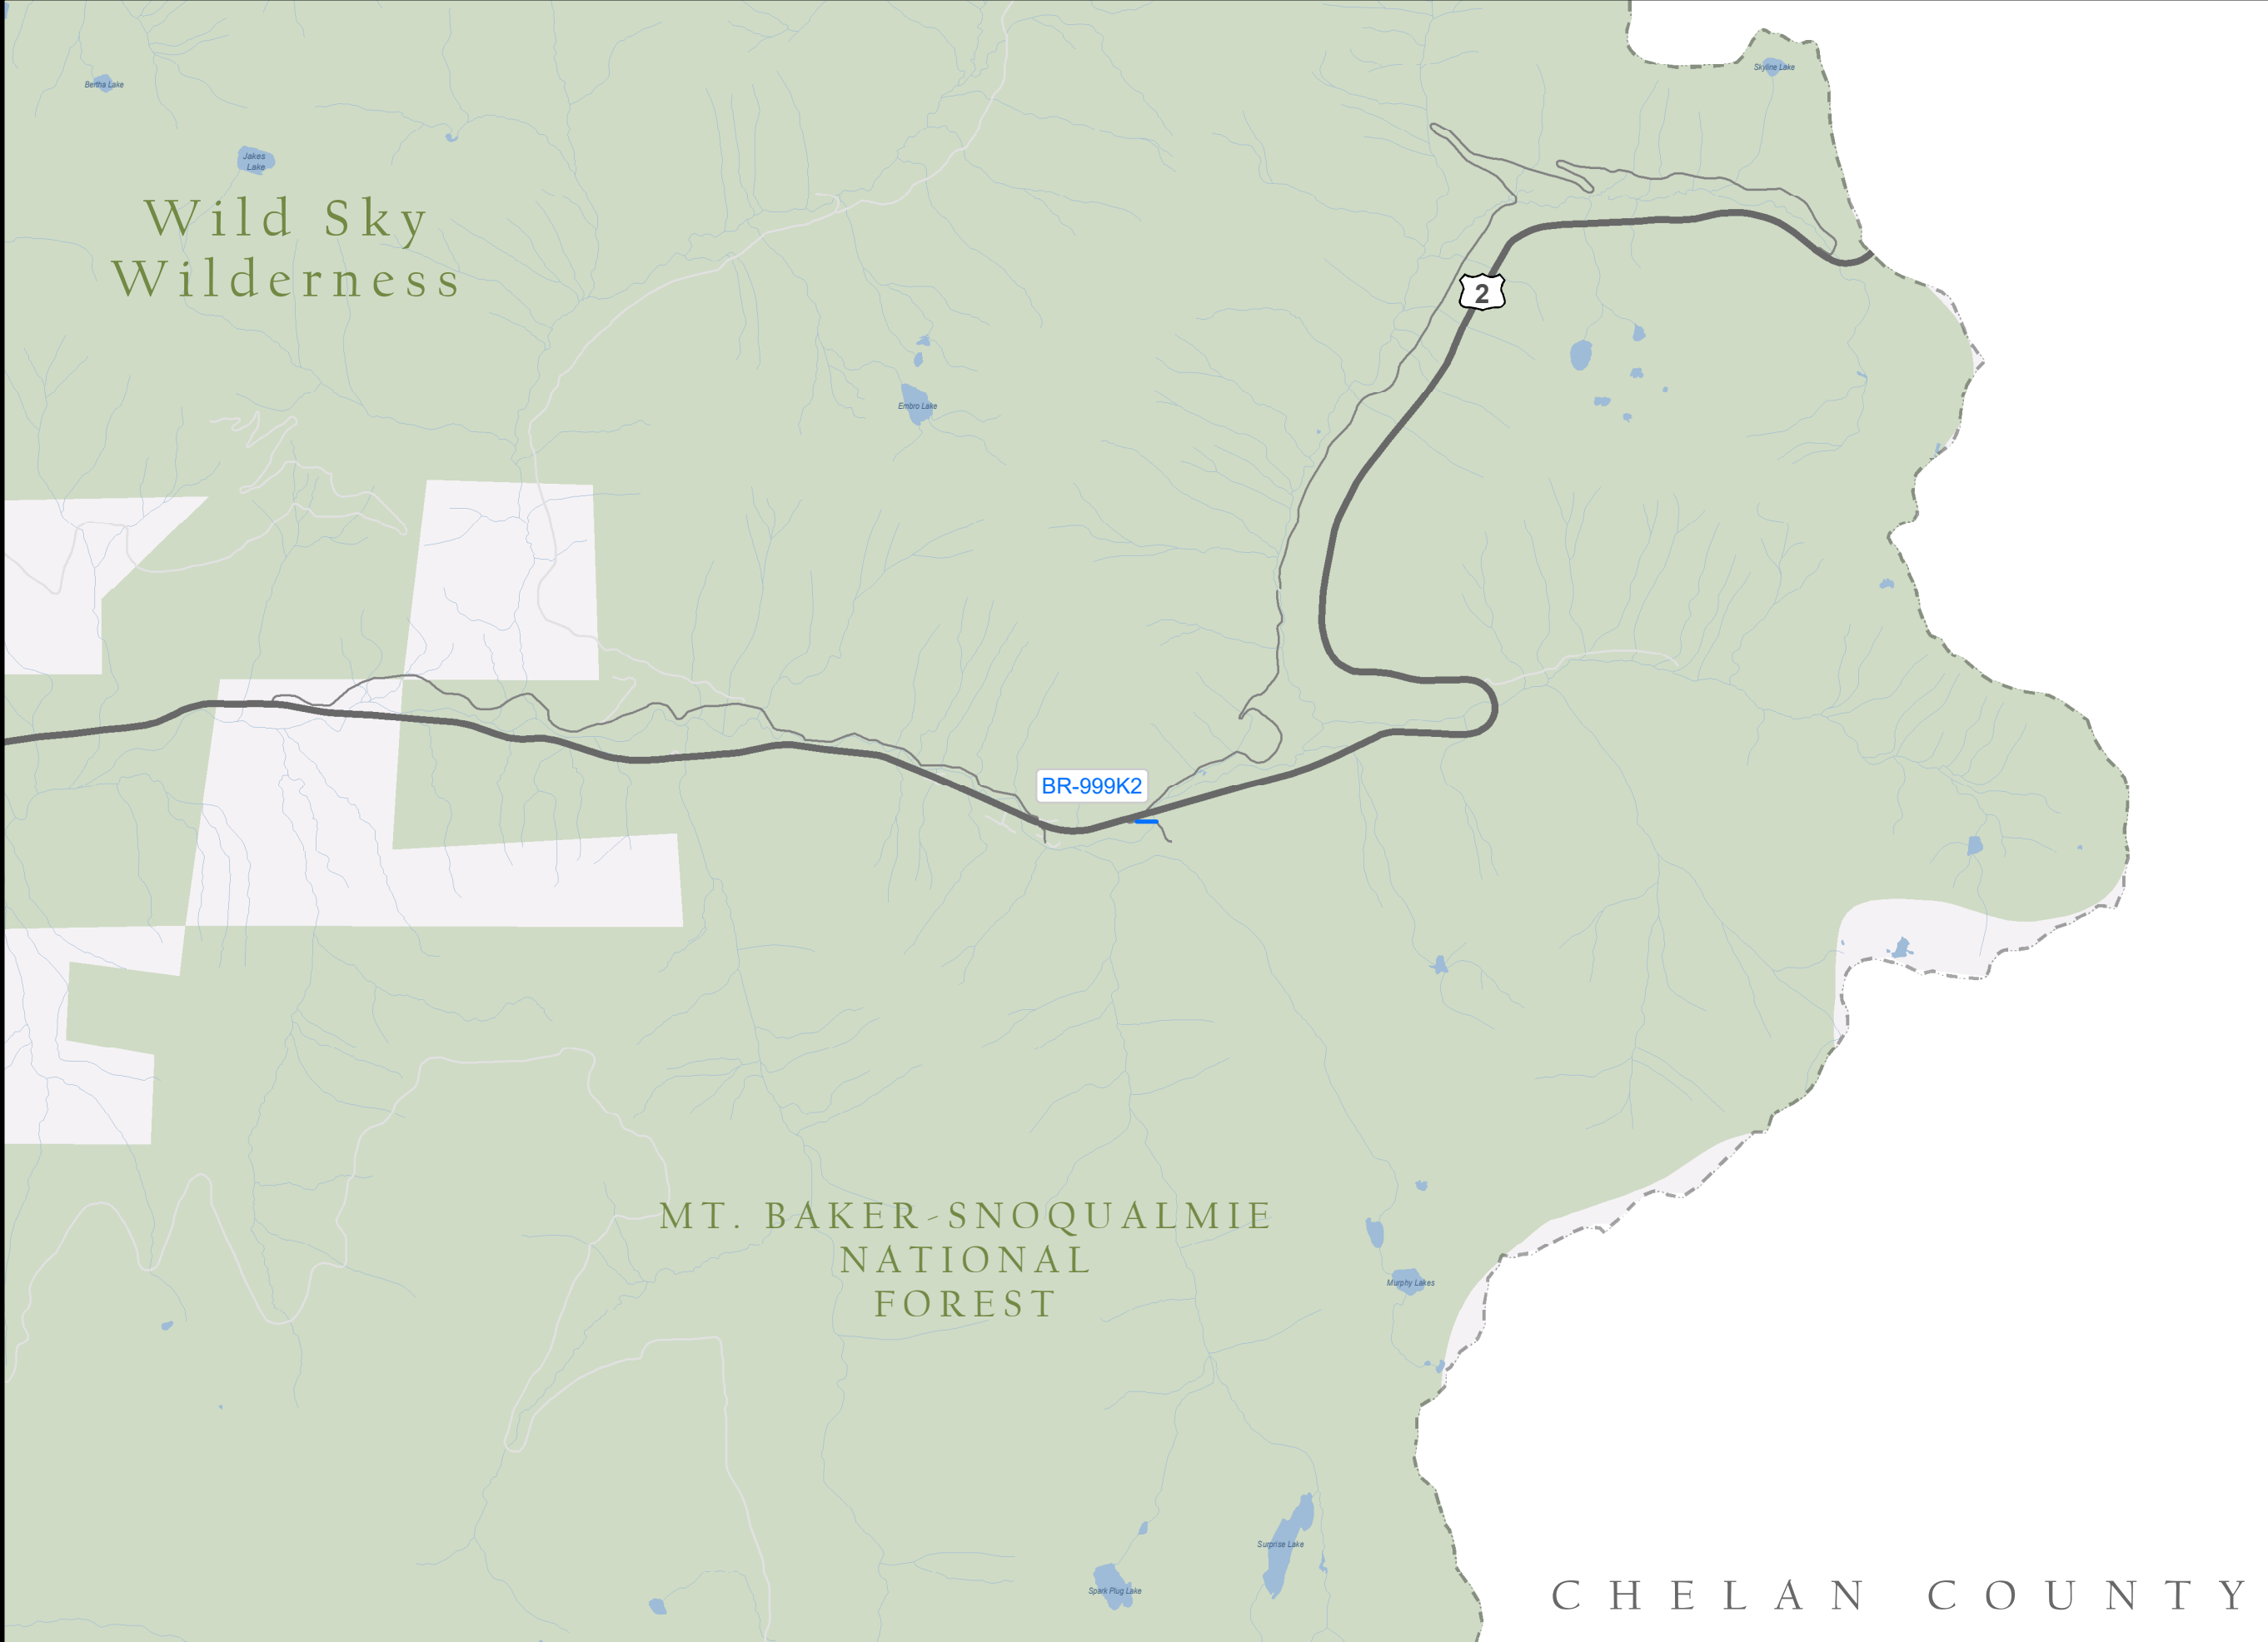 Skyline Lake
Bertha Lake
Jakes
Lake
Wild Sky
Wilderness
2
Embro Lake
BR-999K2
MT. BAKER-SNOQUALMIE
NATIONAL
FOREST
Murphy Lakes
Surprise Lake
Spark Plug Lake
CHELAN COUNTY